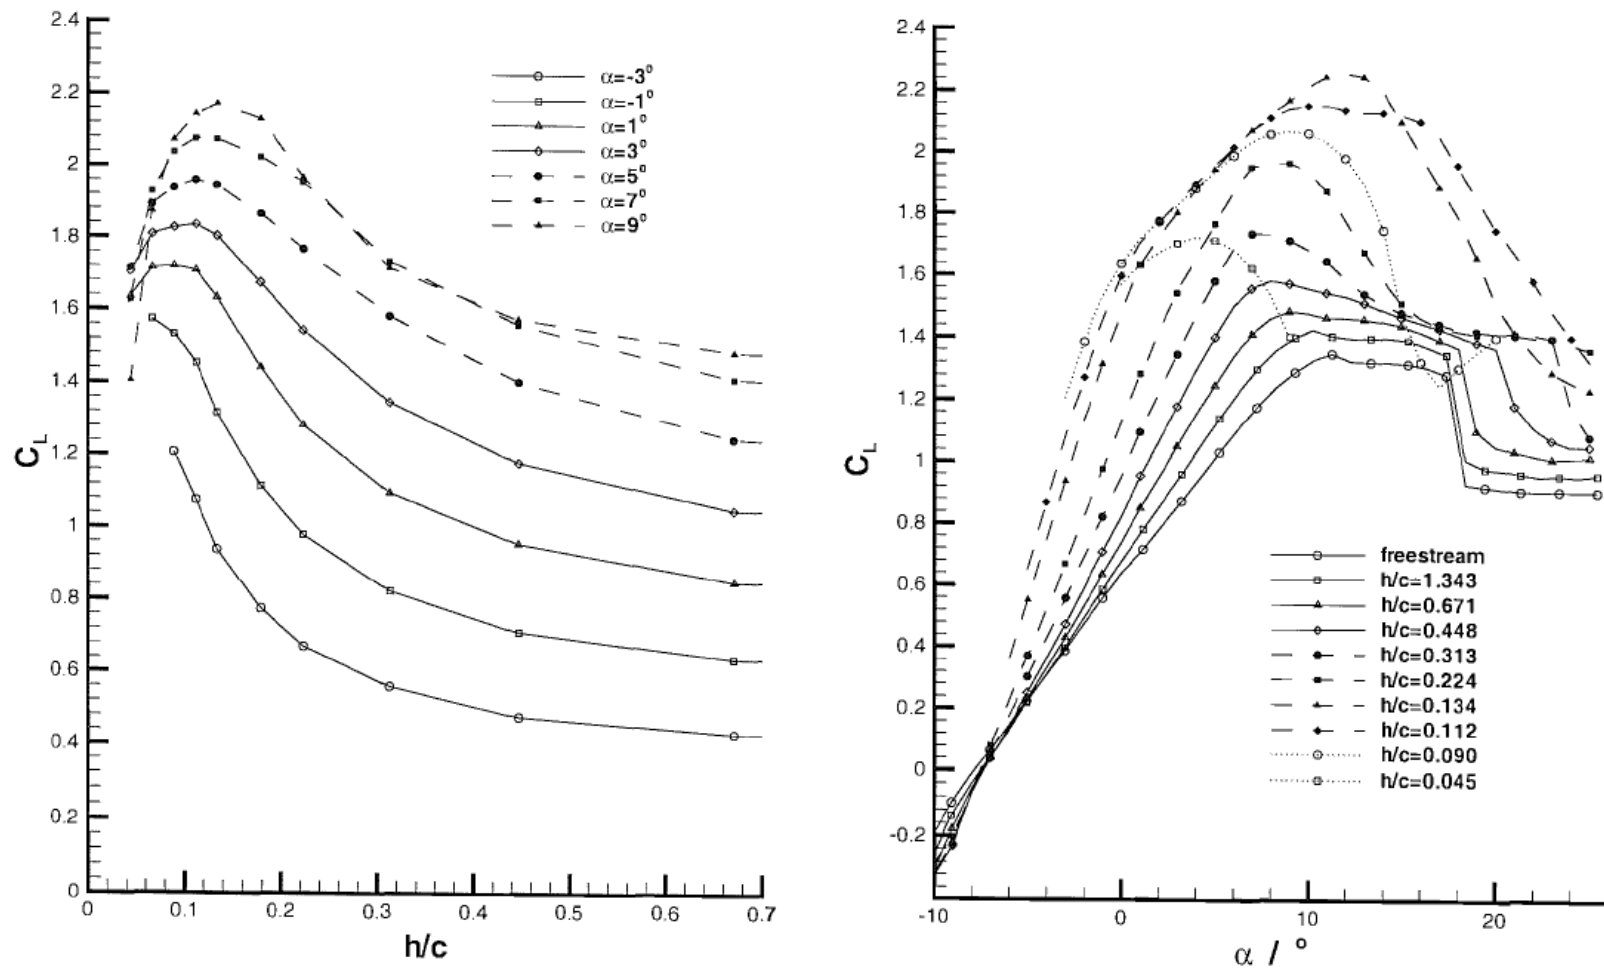 2.4
2.2
2
1.8
1.6
1.4
1.2
1
0.8
0.6
0.4
0.2
0
C_L
0 0.1 0.2 0.3 0.4 0.5 0.6 0.7
h/c
α=-3°
α=-1°
α=1°
α=3°
α=5°
α=7°
α=9°
2.4
2.2
2
1.8
1.6
1.4
1.2
1
0.8
0.6
0.4
0.2
0
-0.2
C_L
-10 0 10 20
α / °
freestream
h/c=1.343
h/c=0.671
h/c=0.448
h/c=0.313
h/c=0.224
h/c=0.134
h/c=0.112
h/c=0.090
h/c=0.045